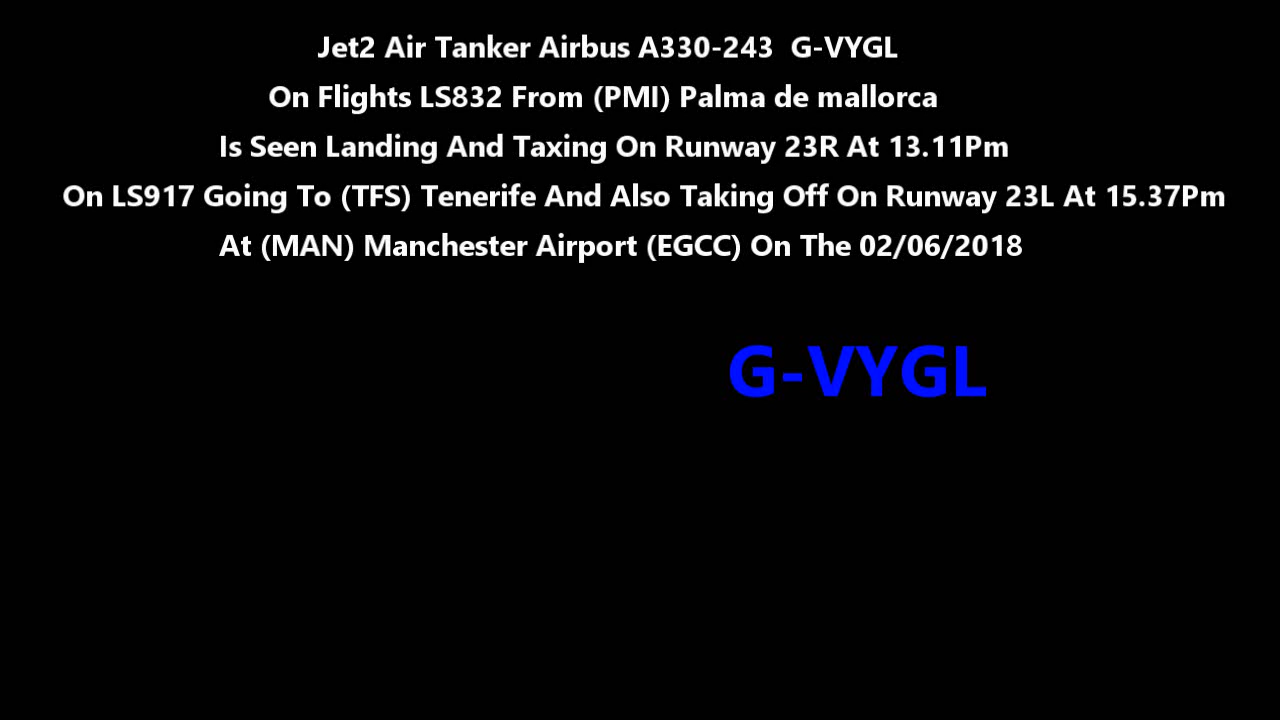 Jet2 Air Tanker Airbus A330-243  G-VYGL
On Flights LS832 From (PMI) Palma de mallorca
Is Seen Landing And Taxing On Runway 23R At 13.11Pm
On LS917 Going To (TFS) Tenerife And Also Taking Off On Runway 23L At 15.37Pm
At (MAN) Manchester Airport (EGCC) On The 02/06/2018
G-VYGL